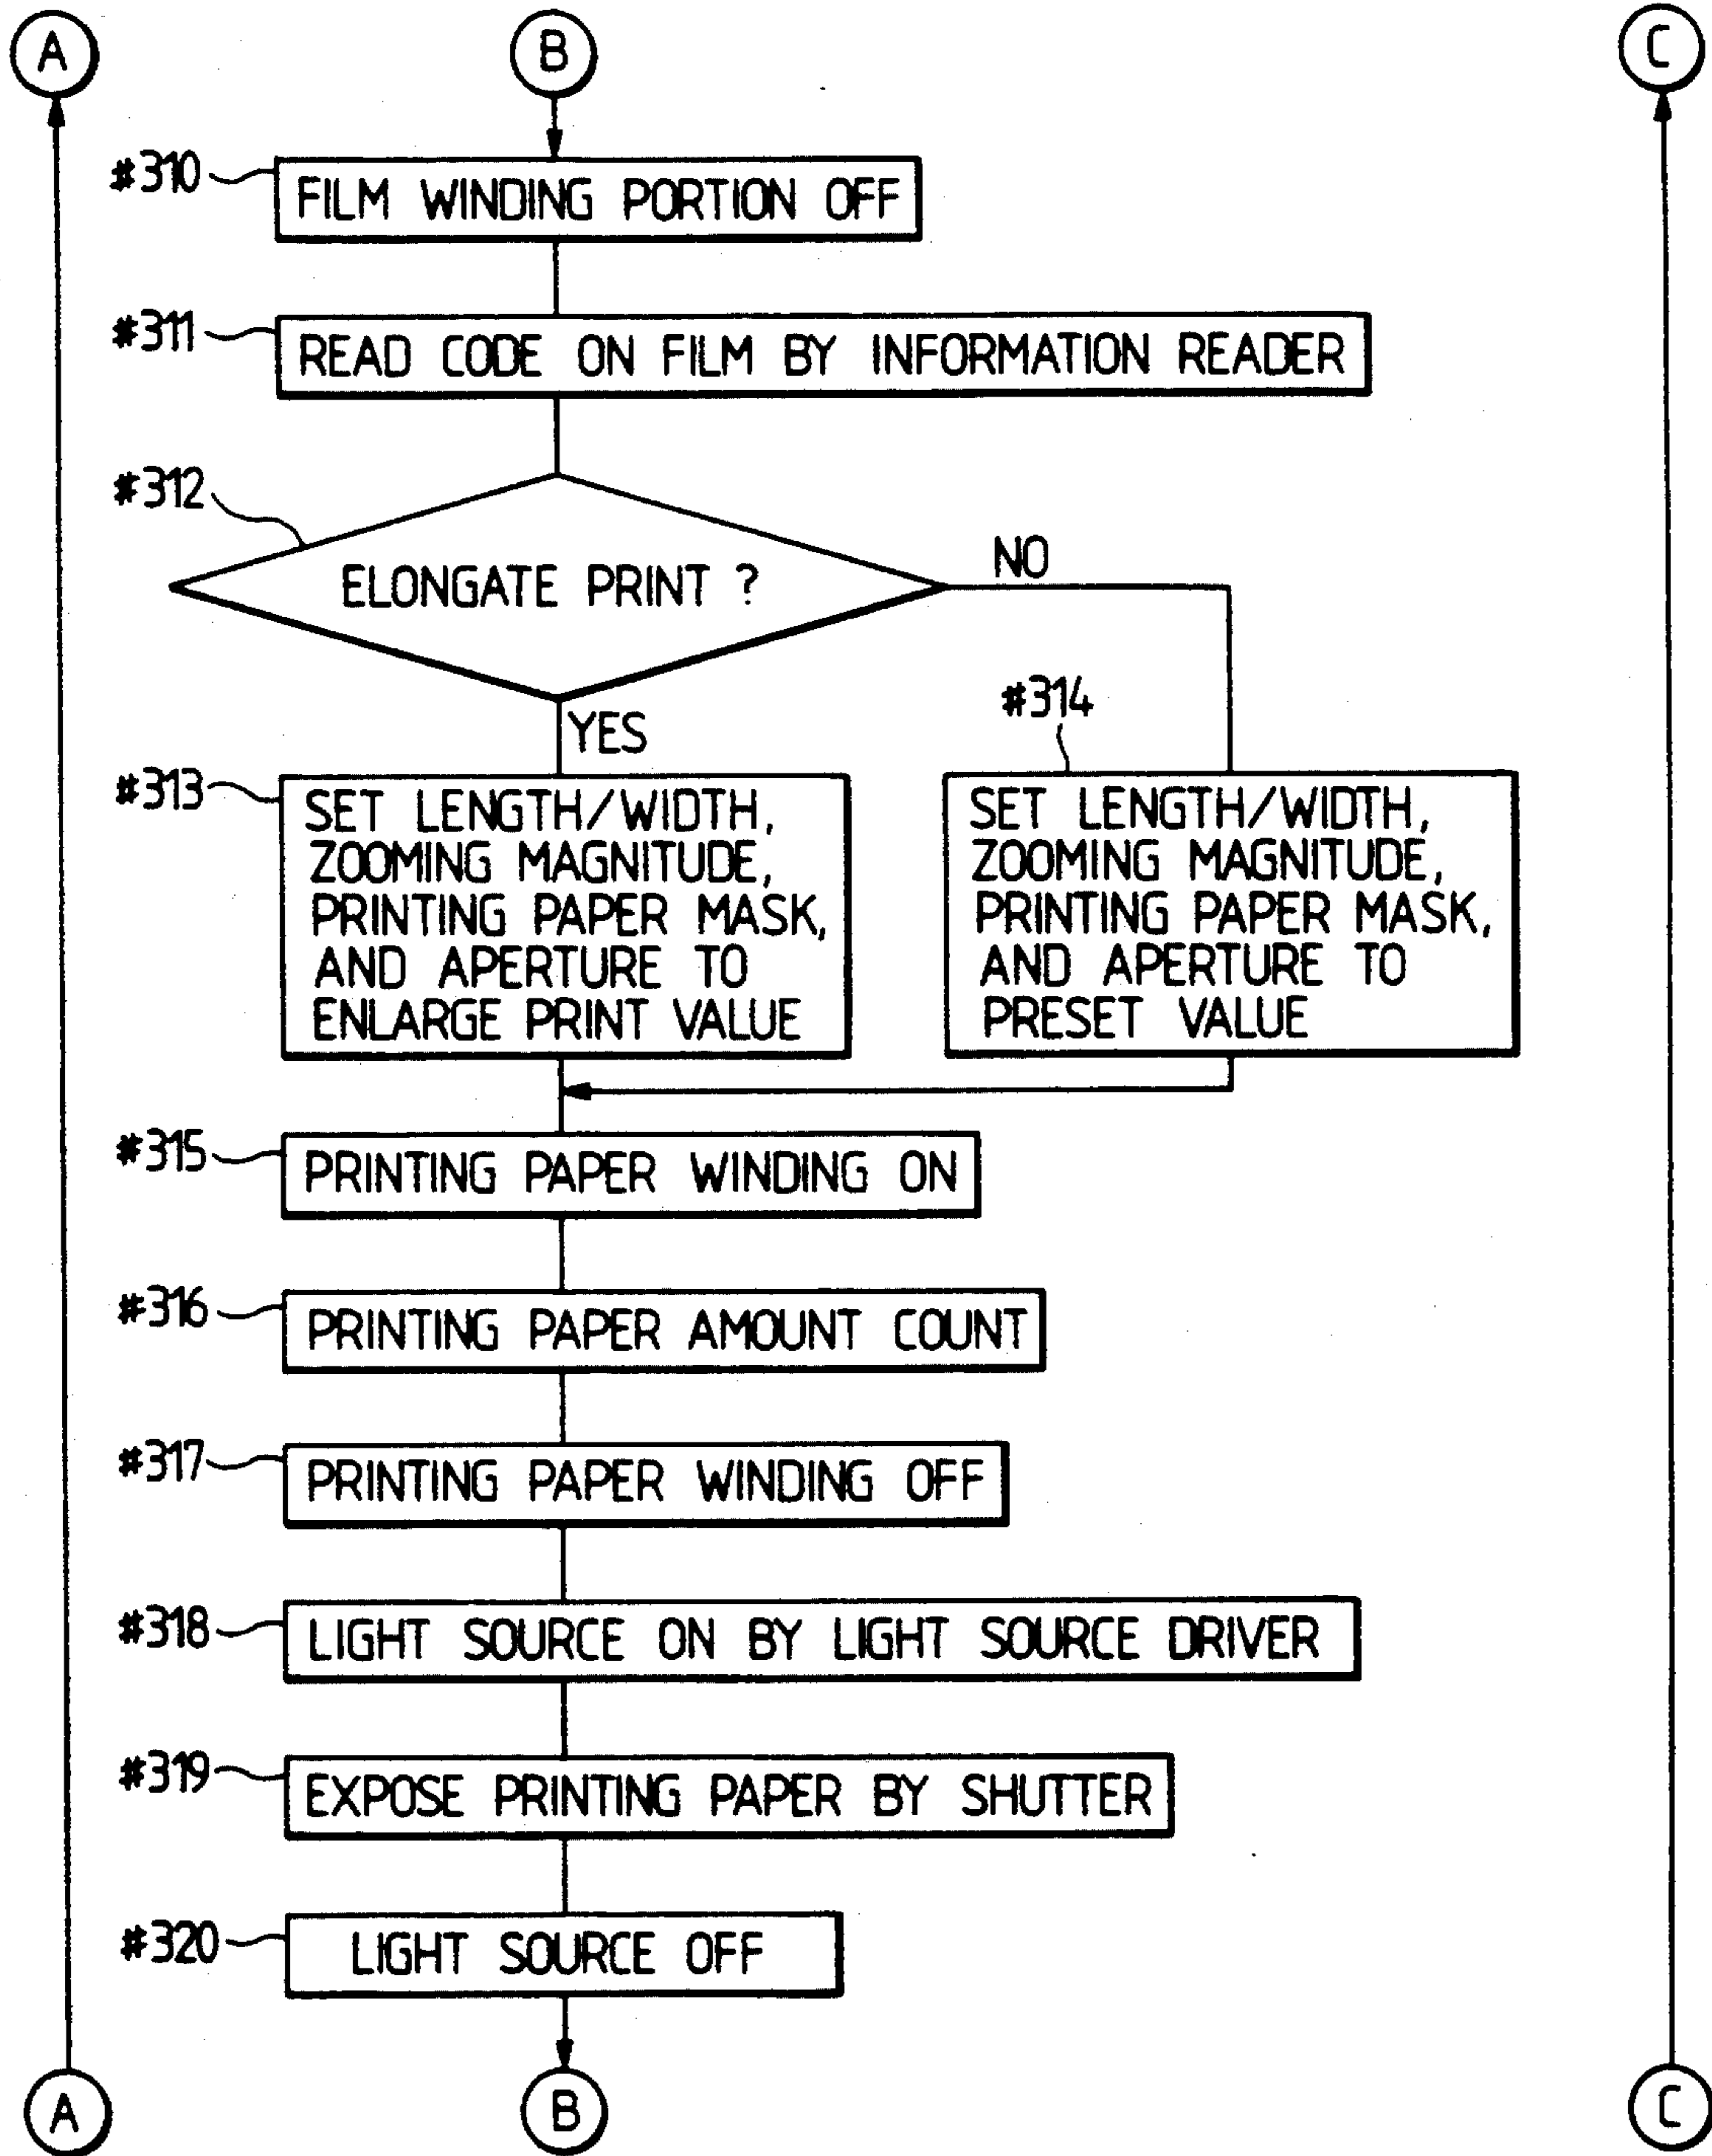 A
B
C
#310
FILM WINDING PORTION OFF
#311
READ CODE ON FILM BY INFORMATION READER
#312
ELONGATE PRINT ?
NO
YES
#313
SET LENGTH/WIDTH,
ZOOMING MAGNITUDE,
PRINTING PAPER MASK,
AND APERTURE TO
ENLARGE PRINT VALUE
#314
SET LENGTH/WIDTH,
ZOOMING MAGNITUDE,
PRINTING PAPER MASK,
AND APERTURE TO
PRESET VALUE
#315
PRINTING PAPER WINDING ON
#316
PRINTING PAPER AMOUNT COUNT
#317
PRINTING PAPER WINDING OFF
#318
LIGHT SOURCE ON BY LIGHT SOURCE DRIVER
#319
EXPOSE PRINTING PAPER BY SHUTTER
#320
LIGHT SOURCE OFF
A
B
C